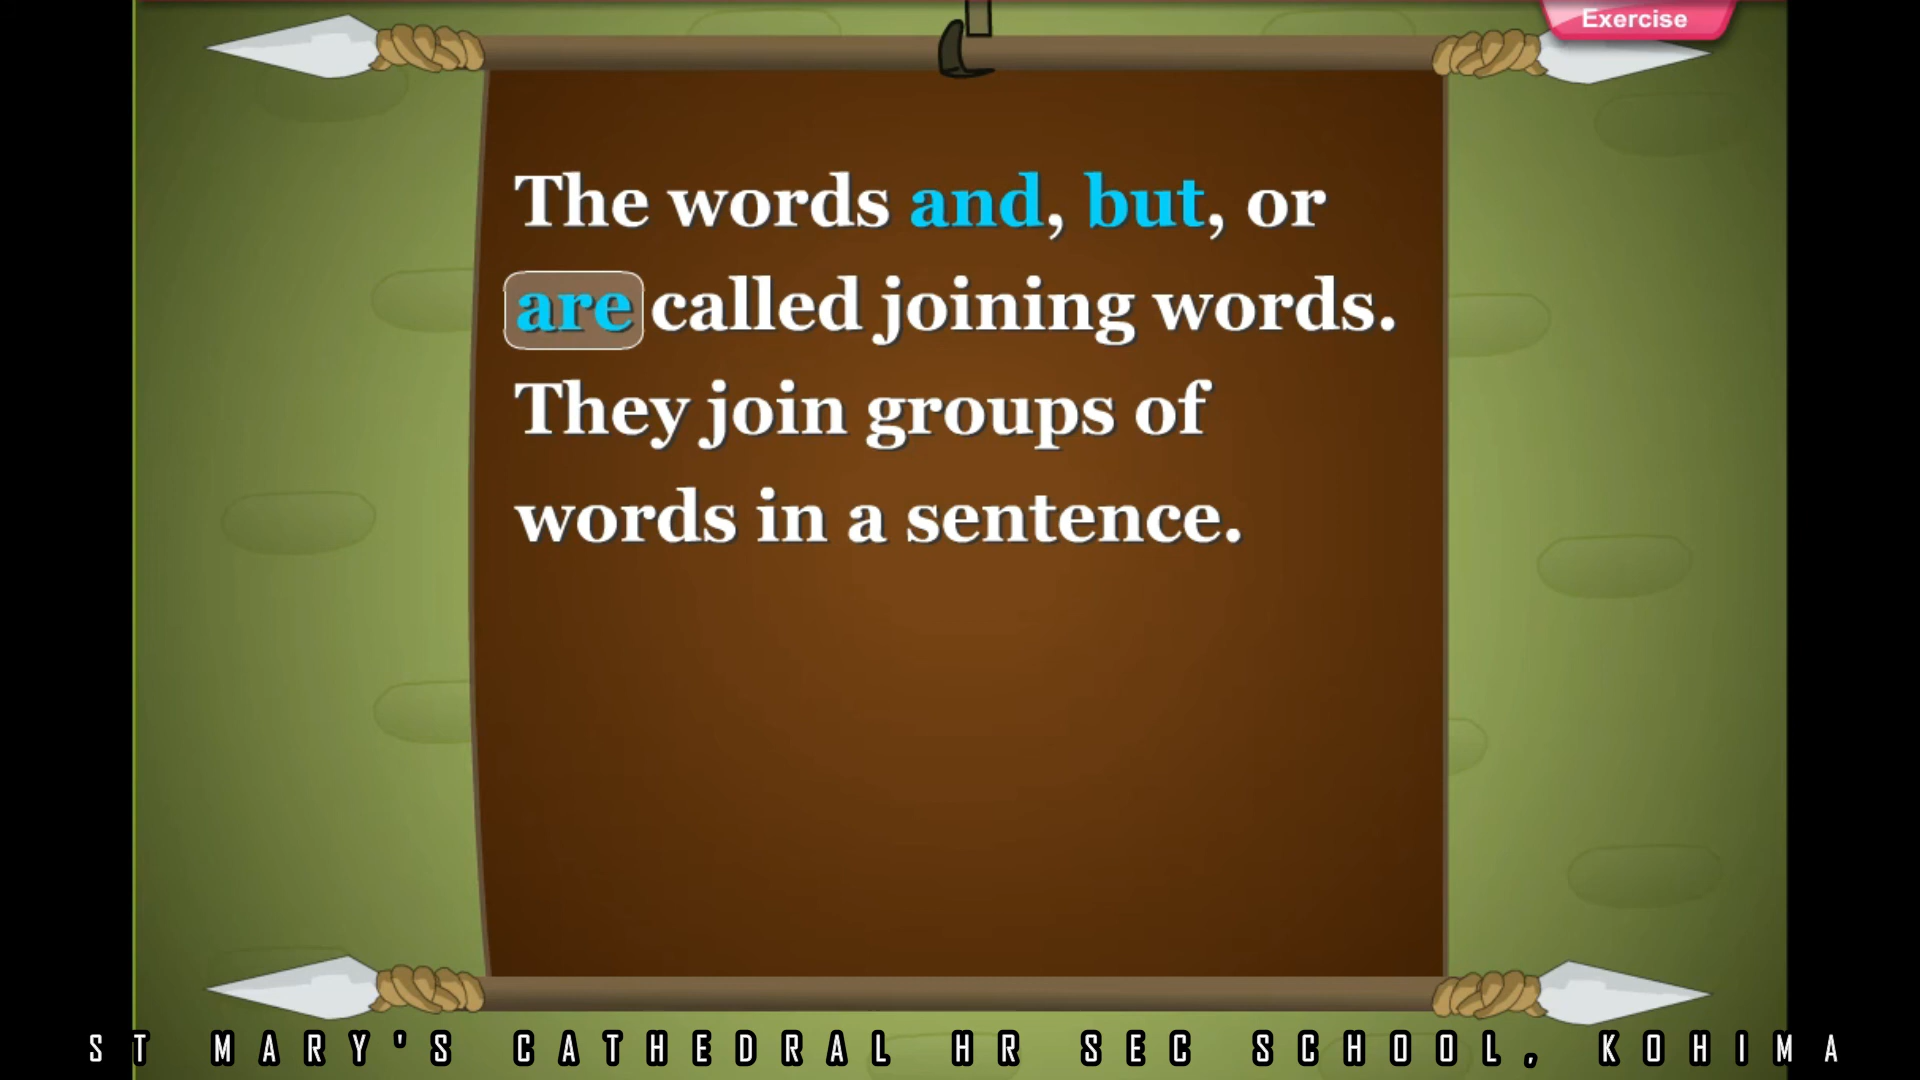 Exercise
The words and, but, or
are called joining words.
They join groups of
words in a sentence.
ST MARY'S CATHEDRAL HR SEC SCHOOL, KOHIMA